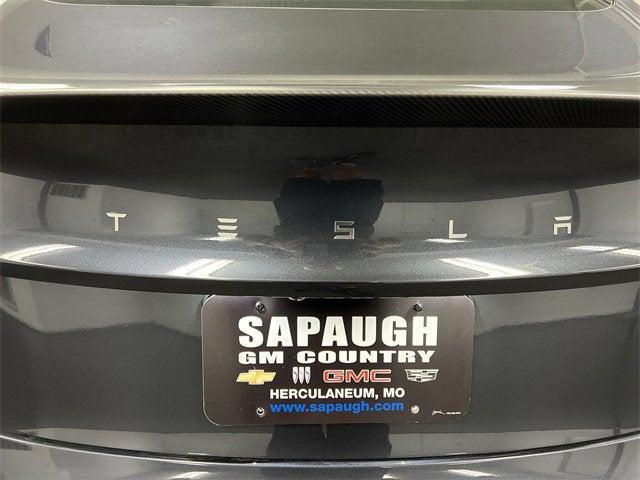 TESLA
SAPAUGH
GM COUNTRY
GMC
HERCULANEUM, MO
www.sapaugh.com